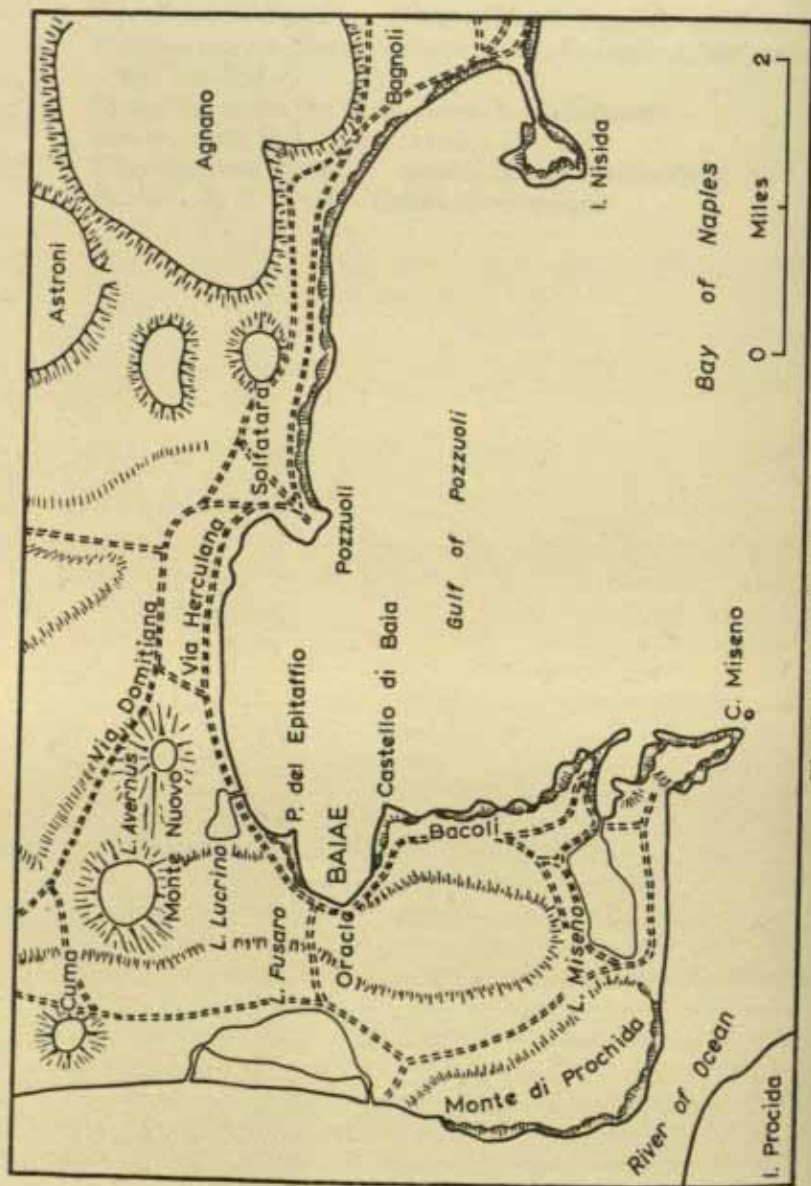 Cuma
Astroni
L. Avernus
Via Domitiana
Monte Nuovo
Via Herculana
Agnano
L. Lucrino
Solfatara
L. Fusaro
P. del Epitaffio
BAIAE
Oracle
Pozzuoli
Castello di Baia
Bagnoli
Bacoli
Gulf of Pozzuoli
Monte di Prochida
L. Misena
I. Nisida
River of Ocean
Bay of Naples
C. Miseno
0 Miles 2
I. Procida